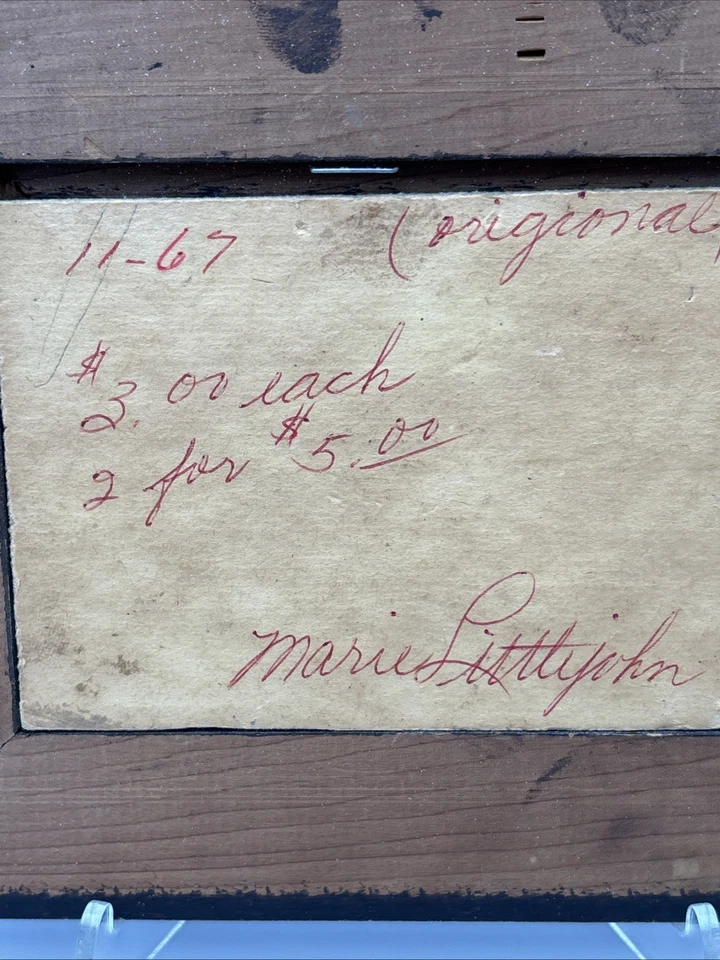 11-67 (origional)
$3.00 each
2 for $5.00
Marie Littlejohn